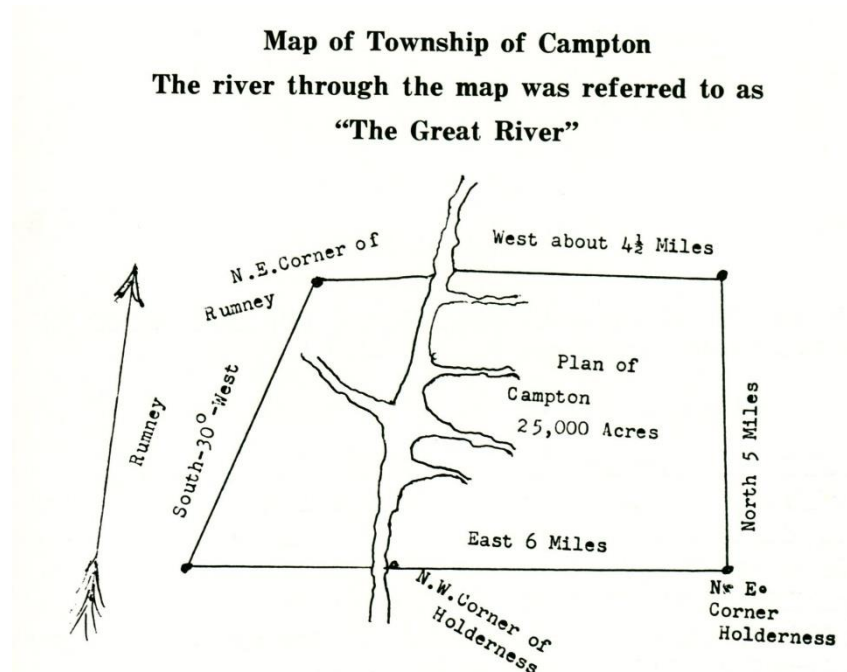 Map of Township of Campton
The river through the map was referred to as
“The Great River”
N.E.Corner of
Rumney
West about 4½ Miles
Rumney
South-30°-West
Plan of
Campton
25,000 Acres
North 5 Miles
East 6 Miles
N.W.Corner of
Holderness
N. E.
Corner
Holderness